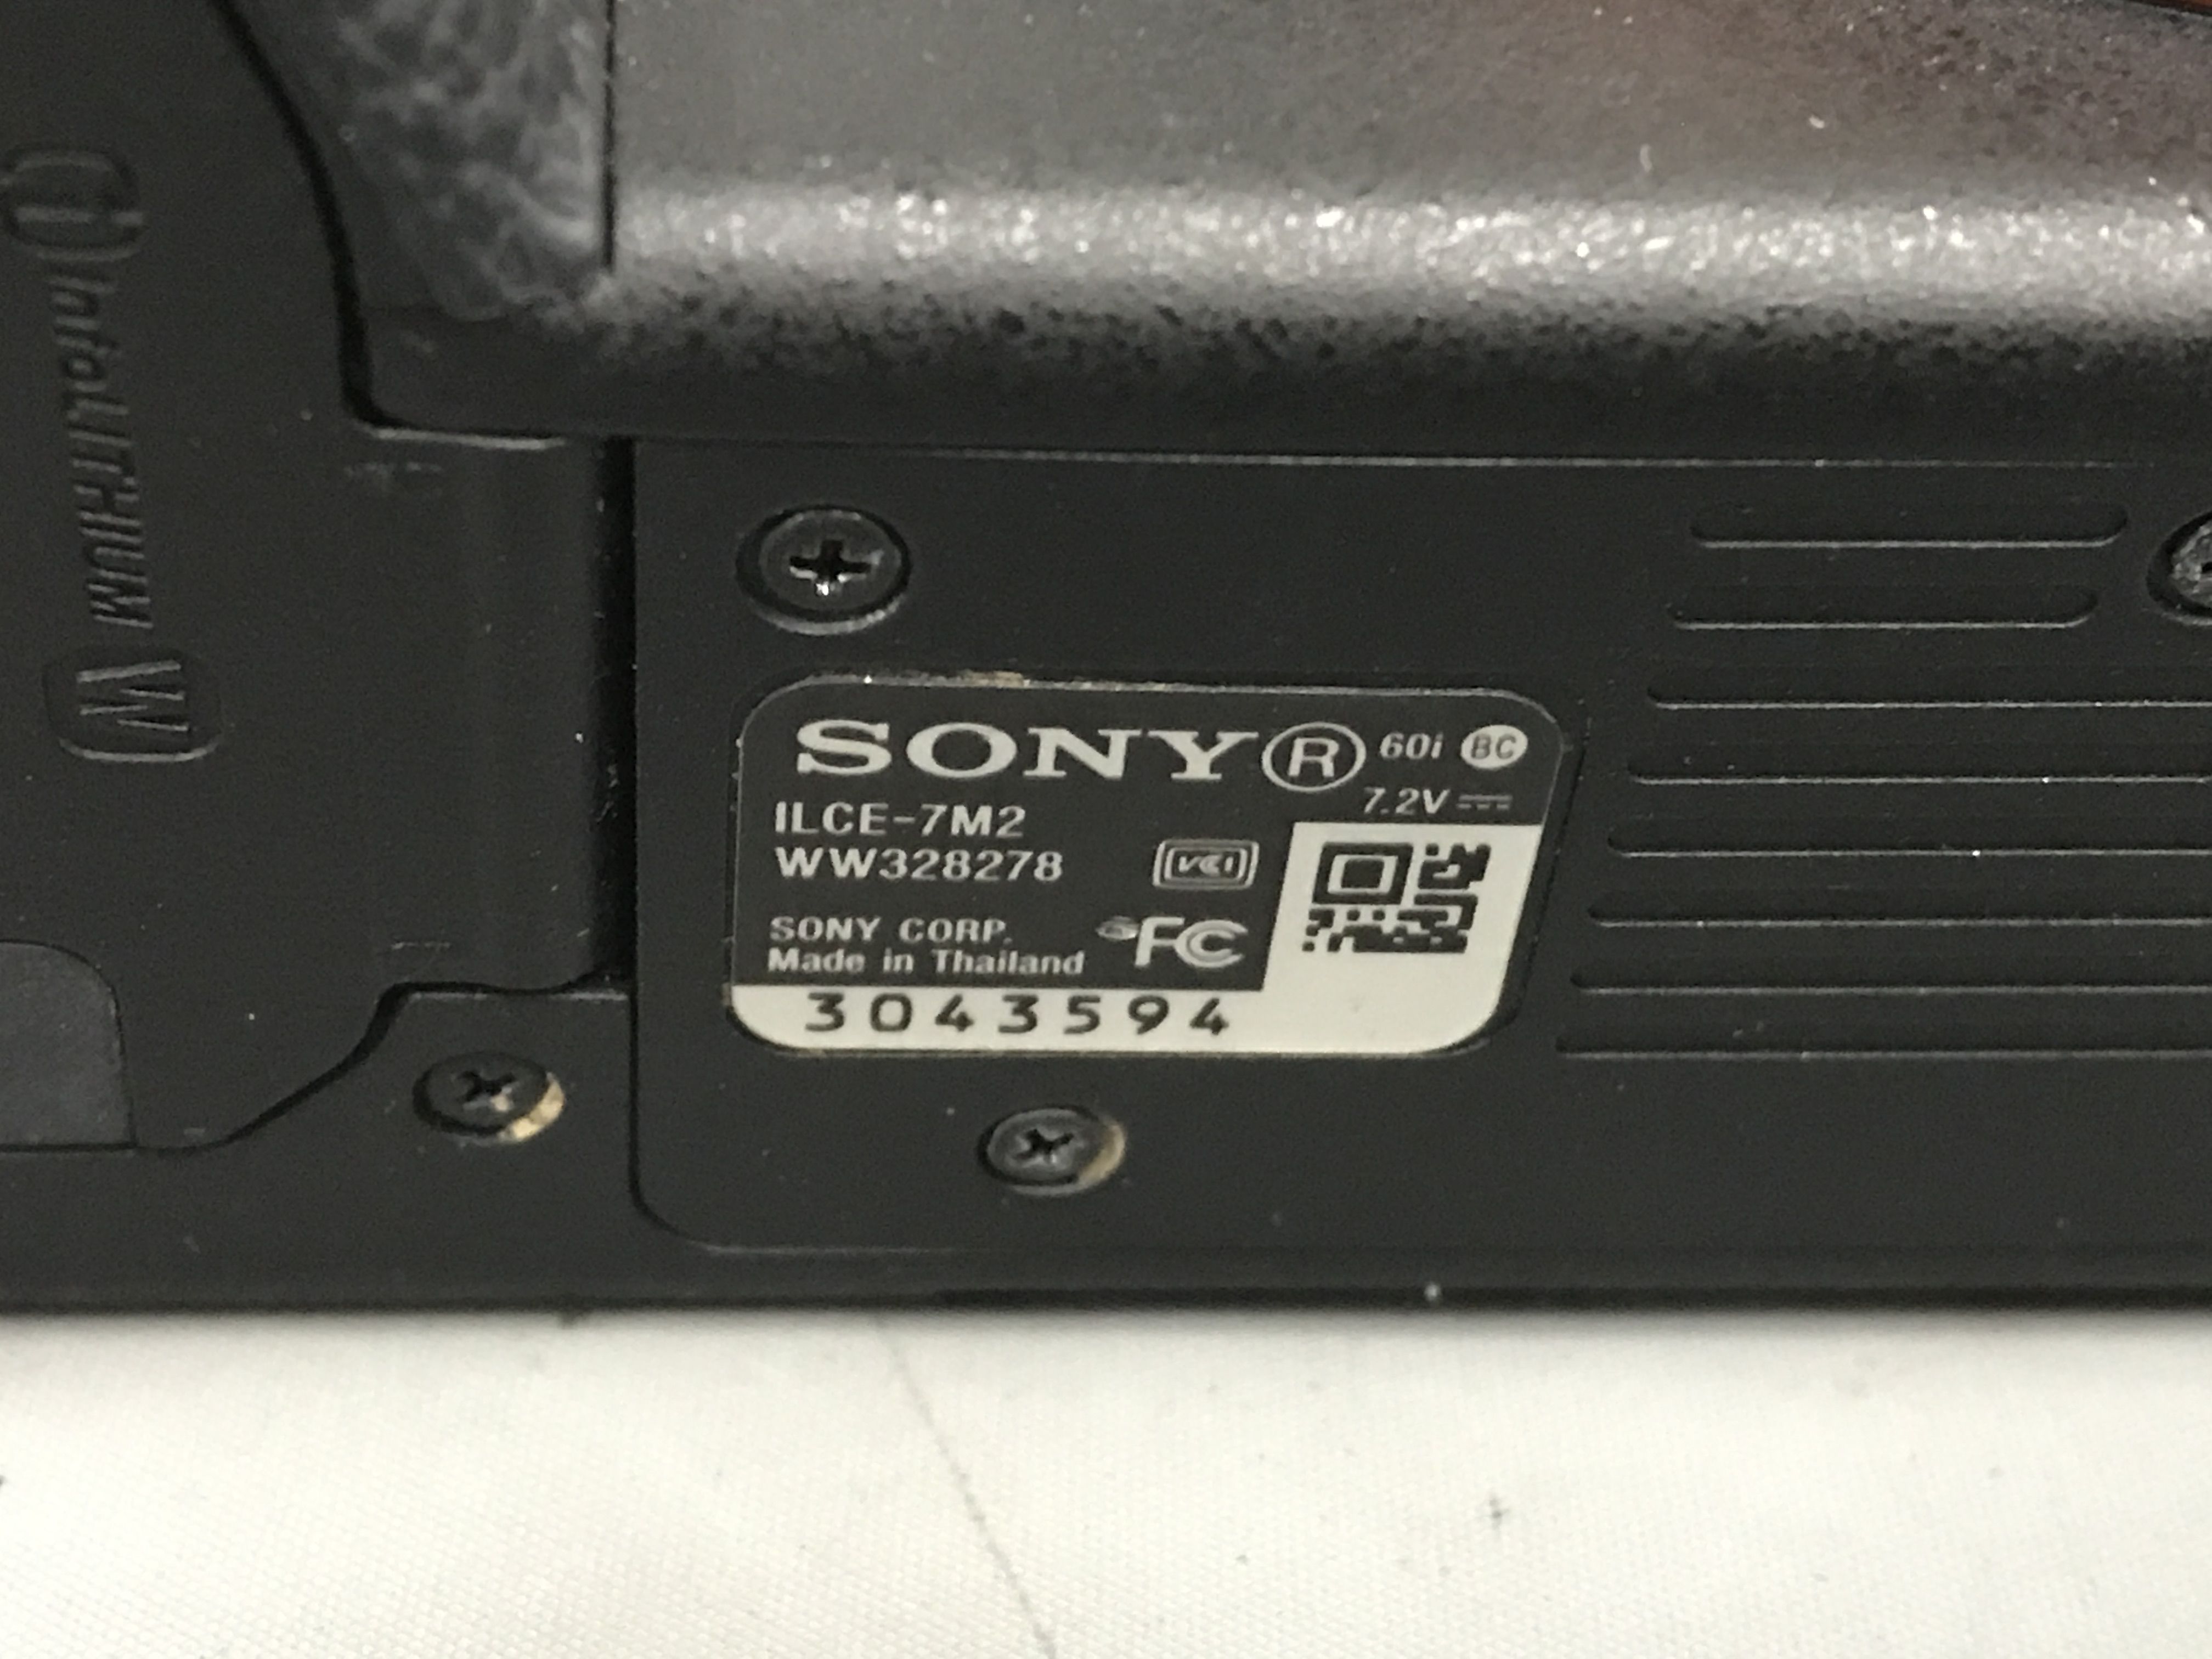 InfoLITHIUM W
SONY Ⓡ 60i BC
7.2V
ILCE-7M2
WW328278
VCI
SONY CORP.
FC
Made in Thailand
3043594